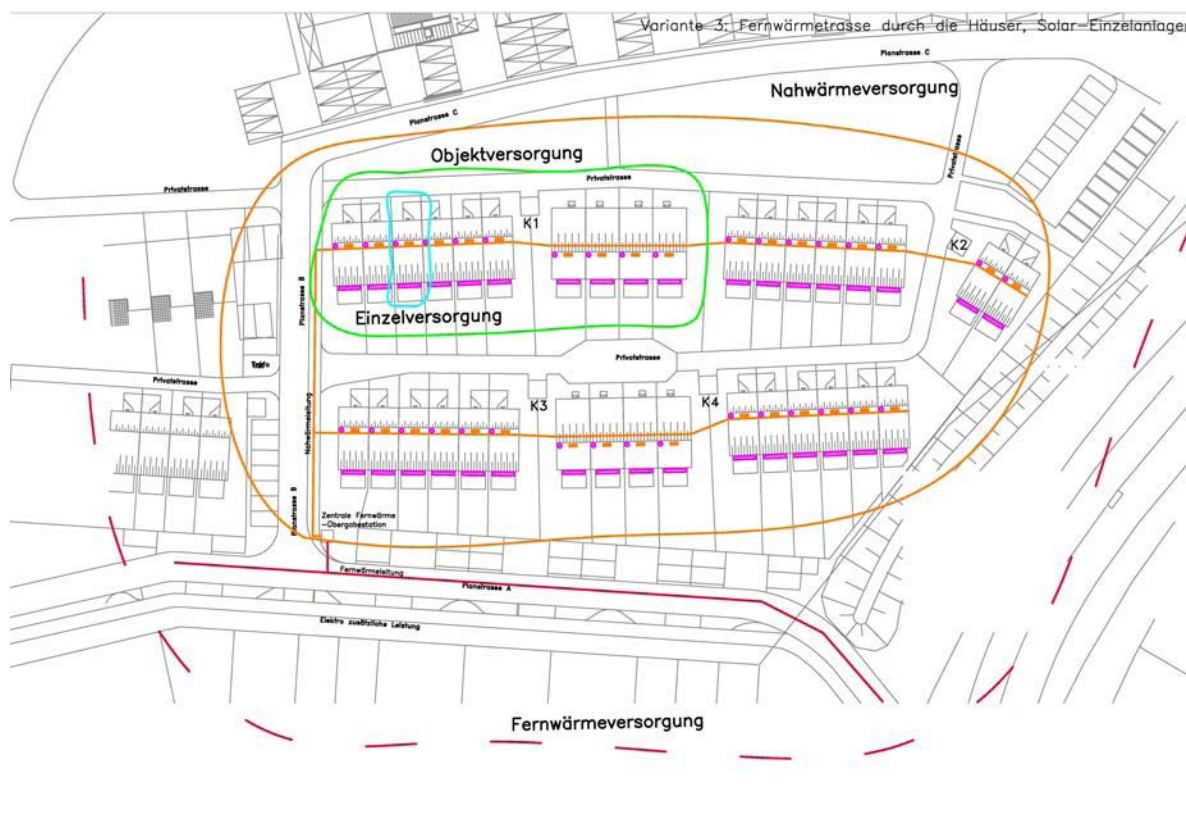 Variante 3: Fernwärmetrasse durch die Häuser, Solar-Einzelanlagen
Planstrasse C
Nahwärmeversorgung
Planstrasse C
Objektversorgung
Privatstrasse
Privatstrasse
Privatstrasse
K1
K2
Planstrasse B
Einzelversorgung
Privatstrasse
Trafo
Privatstrasse
Nahwärmeleitung
K3
K4
Planstrasse B
Zentrale Fernwärme
-Übergabestation
Fernwärmeleitung
Planstrasse A
Elektro zusätzliche Leistung
Fernwärmeversorgung